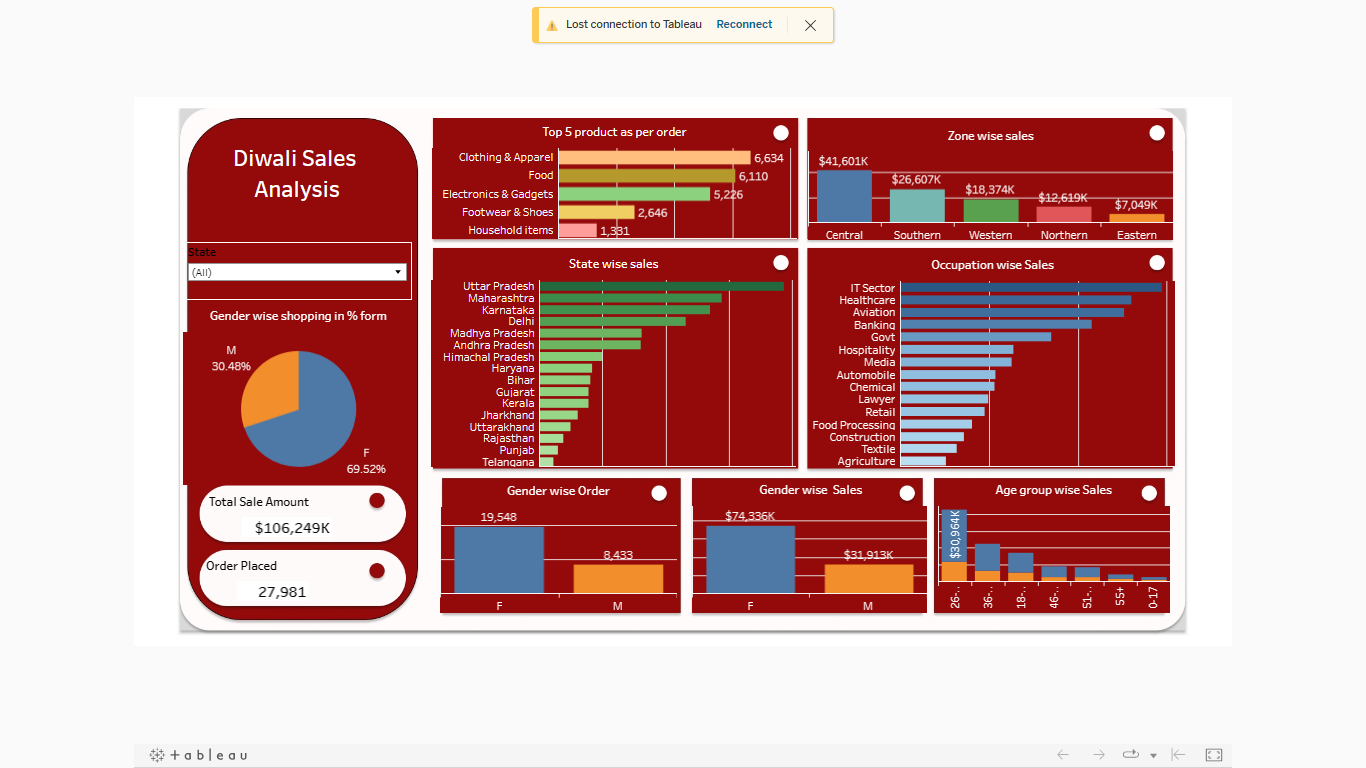 Lost connection to Tableau Reconnect
Diwali Sales
Analysis
State
(All)
Gender wise shopping in % form
M
30.48%
F
69.52%
Total Sale Amount
$106,249K
Order Placed
27,981
Top 5 product as per order
Clothing & Apparel 6,634
Food 6,110
Electronics & Gadgets 5,226
Footwear & Shoes 2,646
Household items 1,331
Zone wise sales
$41,601K $26,607K $18,374K $12,619K $7,049K
Central Southern Western Northern Eastern
State wise sales
Uttar Pradesh
Maharashtra
Karnataka
Delhi
Madhya Pradesh
Andhra Pradesh
Himachal Pradesh
Haryana
Bihar
Gujarat
Kerala
Jharkhand
Uttarakhand
Rajasthan
Punjab
Telangana
Occupation wise Sales
IT Sector
Healthcare
Aviation
Banking
Govt
Hospitality
Media
Automobile
Chemical
Lawyer
Retail
Food Processing
Construction
Textile
Agriculture
Gender wise Order
19,548 8,433
F M
Gender wise Sales
$74,336K $31,913K
F M
Age group wise Sales
$30,964K
26-.. 36-.. 18-.. 46-.. 51-.. 55+ 0-17
+ a b l e a u